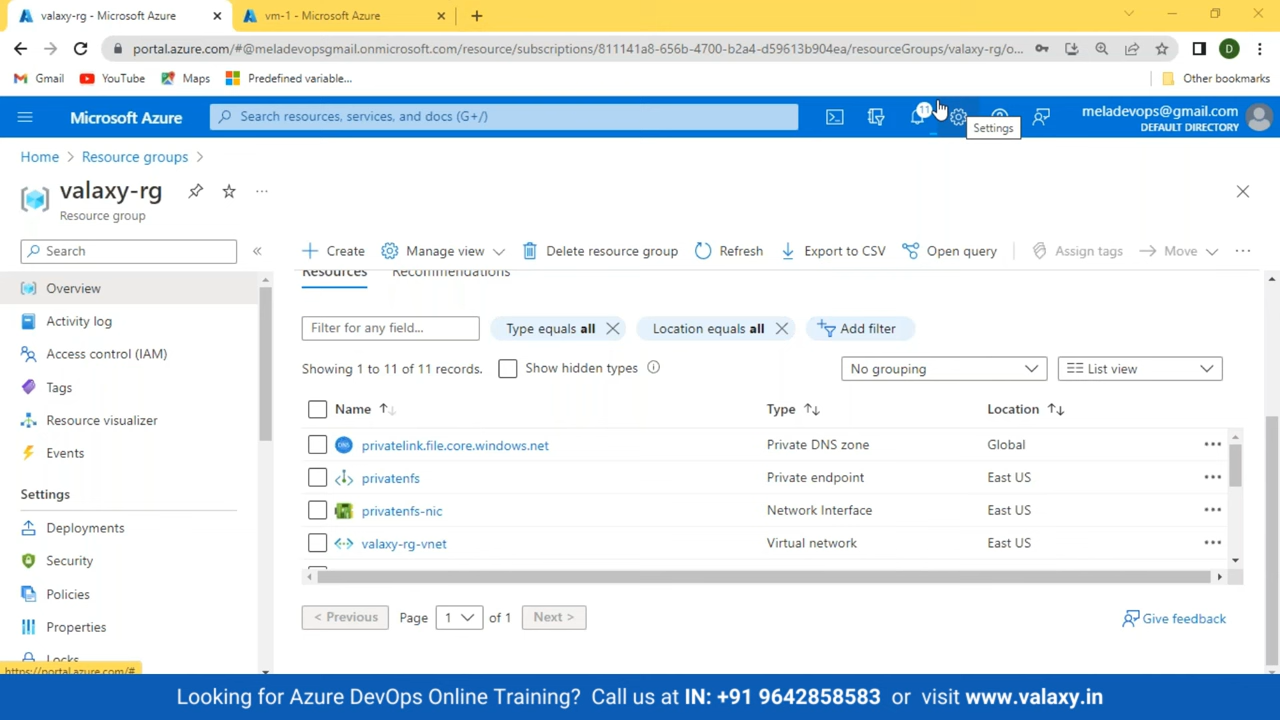 valaxy-rg - Microsoft Azure
vm-1 - Microsoft Azure
portal.azure.com/#@meladevopsgmail.onmicrosoft.com/resource/subscriptions/811141a8-656b-4700-b2a4-d59613b904ea/resourceGroups/valaxy-rg/o...
D
Gmail
YouTube
Maps
Predefined variable...
Other bookmarks
Microsoft Azure
Search resources, services, and docs (G+/)
11
meladevops@gmail.com
DEFAULT DIRECTORY
Settings
Home > Resource groups >
valaxy-rg
Resource group
Search
Create
Manage view
Delete resource group
Refresh
Export to CSV
Open query
Assign tags
Move
Overview
Activity log
Access control (IAM)
Tags
Resource visualizer
Events
Settings
Deployments
Security
Policies
Properties
Locks
https://portal.azure.com/#
Resources
Recommendations
Filter for any field...
Type equals all
Location equals all
Add filter
Showing 1 to 11 of 11 records.
Show hidden types
No grouping
List view
Name
Type
Location
privatelink.file.core.windows.net
Private DNS zone
Global
privatenfs
Private endpoint
East US
privatenfs-nic
Network Interface
East US
valaxy-rg-vnet
Virtual network
East US
< Previous
Page
1
of 1
Next >
Give feedback
Looking for Azure DevOps Online Training? Call us at IN: +91 9642858583 or visit www.valaxy.in